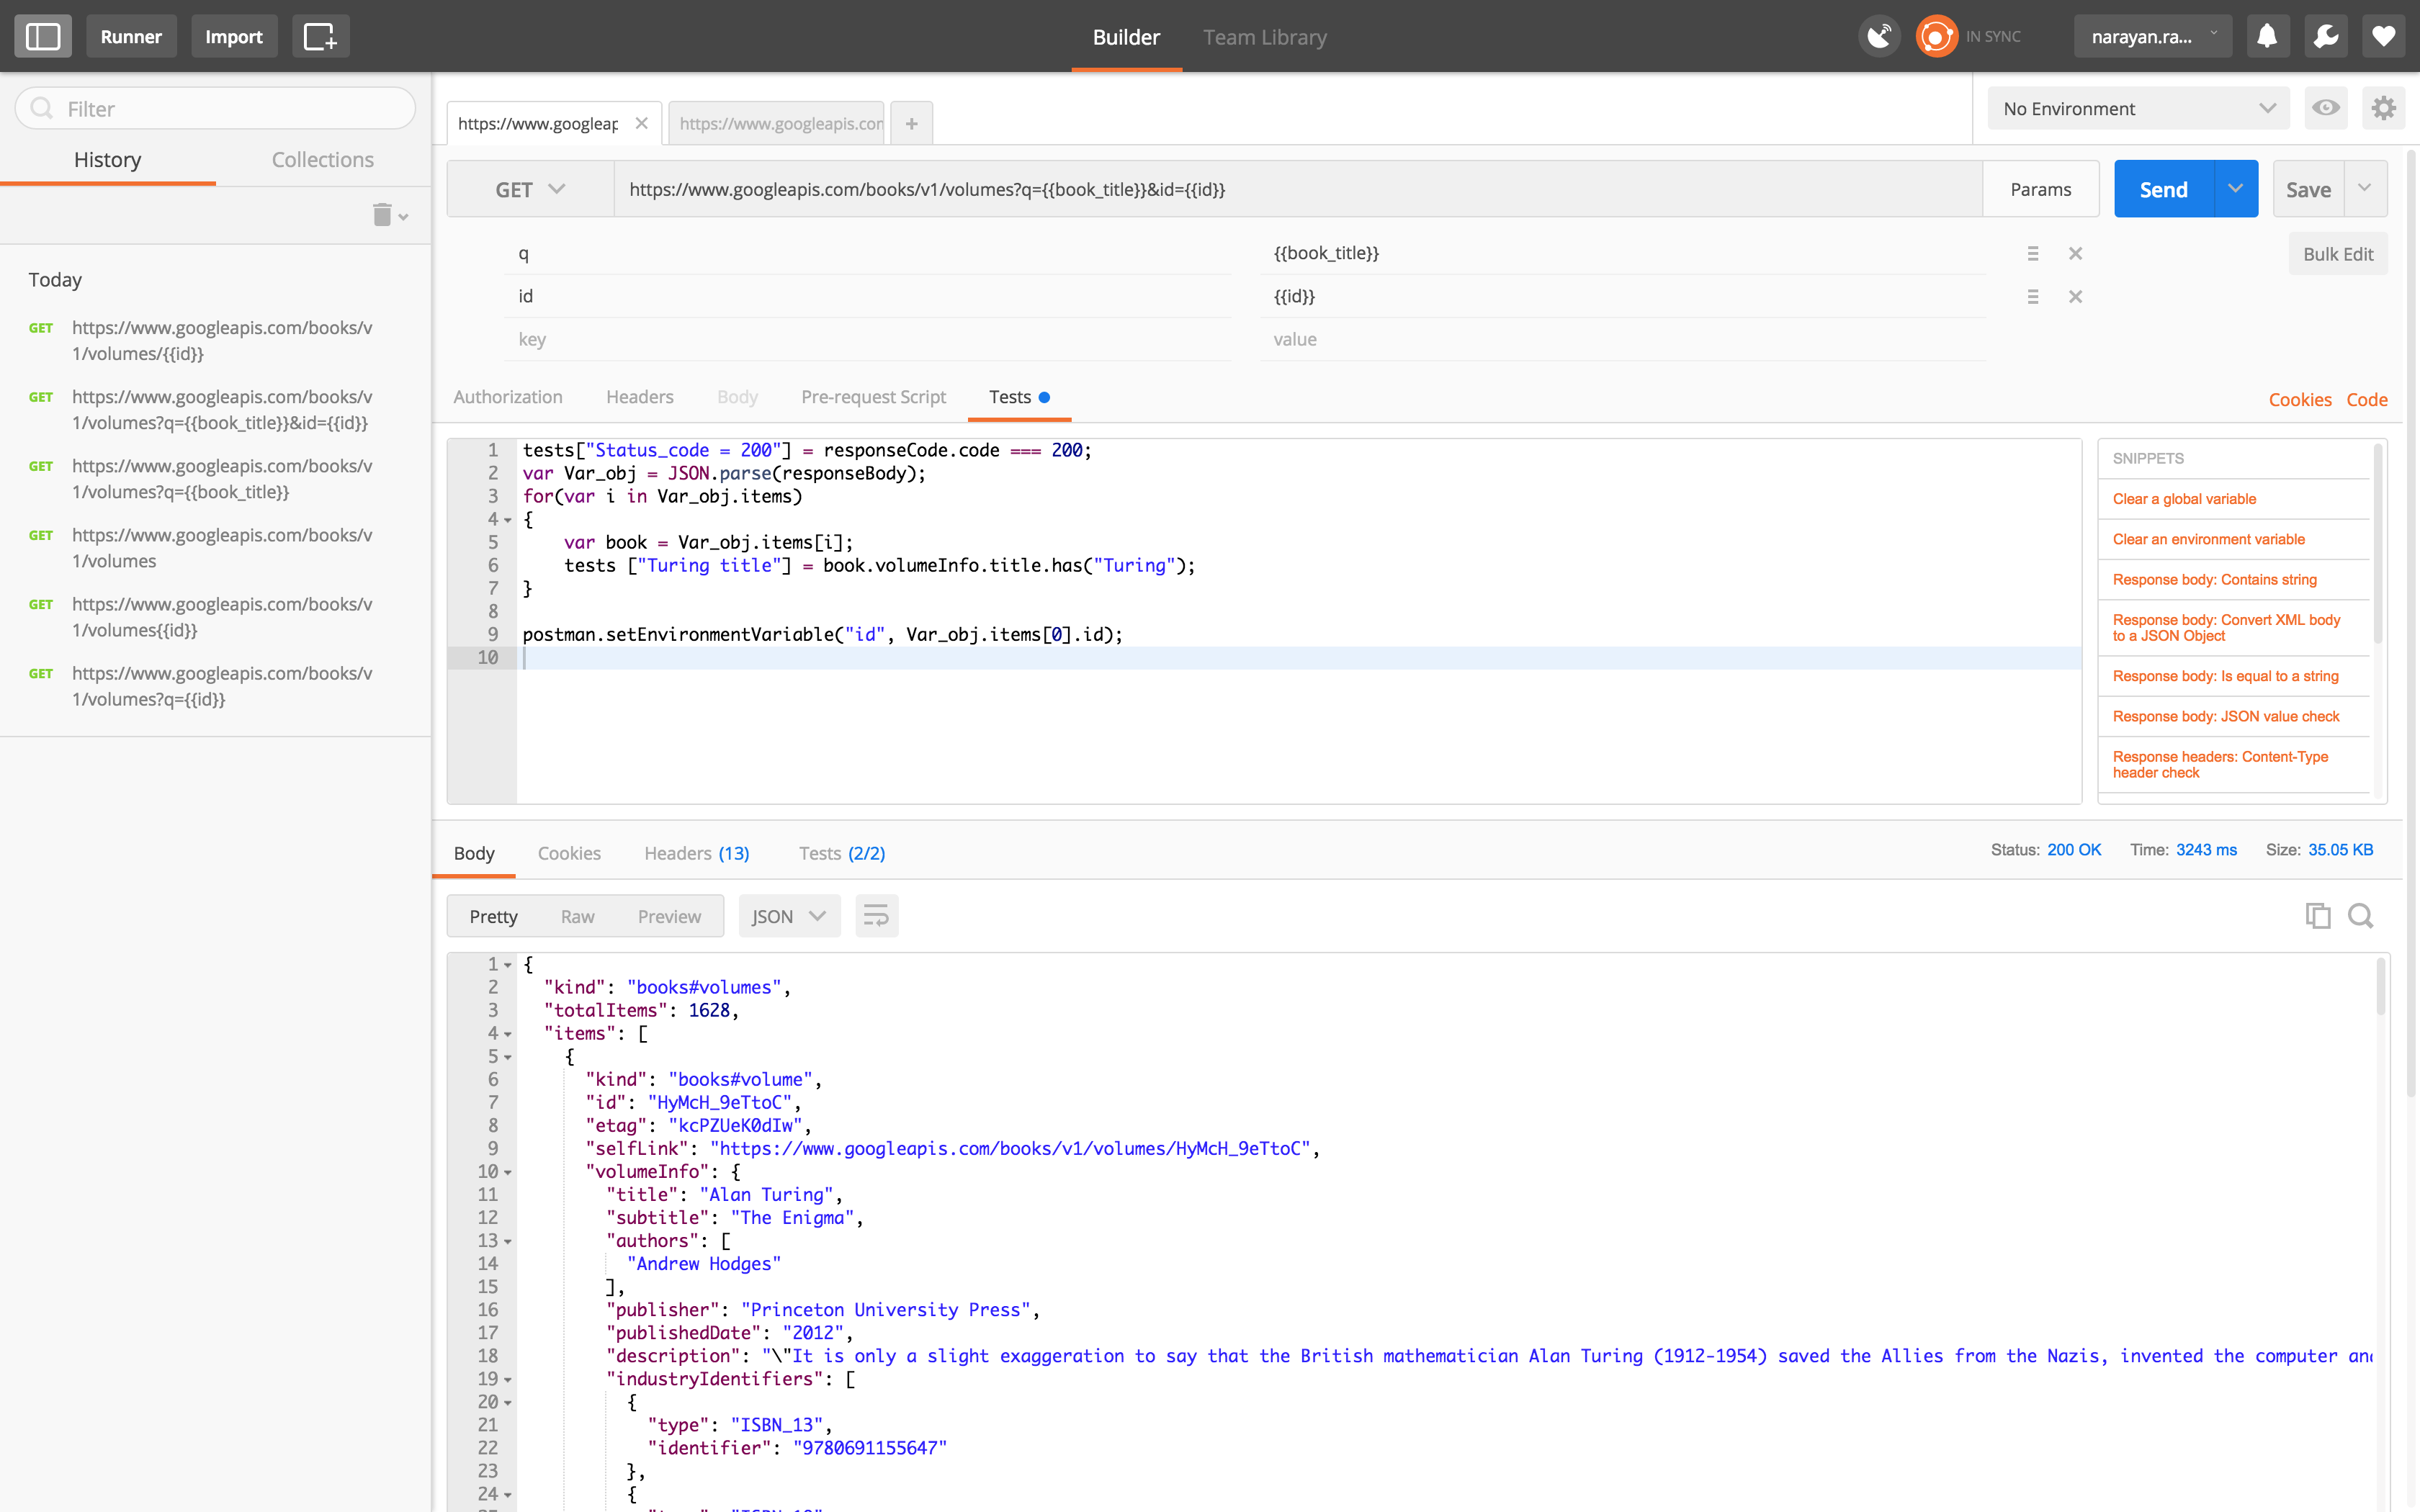 Runner
Import
Builder
Team Library
IN SYNC
narayan.ra...
Filter
History
Collections
Today
GET https://www.googleapis.com/books/v
1/volumes/{{id}}
GET https://www.googleapis.com/books/v
1/volumes?q={{book_title}}&id={{id}}
GET https://www.googleapis.com/books/v
1/volumes?q={{book_title}}
GET https://www.googleapis.com/books/v
1/volumes
GET https://www.googleapis.com/books/v
1/volumes{{id}}
GET https://www.googleapis.com/books/v
1/volumes?q={{id}}
https://www.googleap
https://www.googleapis.com
No Environment
GET
https://www.googleapis.com/books/v1/volumes?q={{book_title}}&id={{id}}
Params
Send
Save
q {{book_title}}
Bulk Edit
id {{id}}
key value
Authorization
Headers
Body
Pre-request Script
Tests
Cookies
Code
1 tests["Status_code = 200"] = responseCode.code === 200;
2 var Var_obj = JSON.parse(responseBody);
3 for(var i in Var_obj.items)
4 {
5 var book = Var_obj.items[i];
6 tests ["Turing title"] = book.volumeInfo.title.has("Turing");
7 }
8
9 postman.setEnvironmentVariable("id", Var_obj.items[0].id);
10
SNIPPETS
Clear a global variable
Clear an environment variable
Response body: Contains string
Response body: Convert XML body
to a JSON Object
Response body: Is equal to a string
Response body: JSON value check
Response headers: Content-Type
header check
Body
Cookies
Headers (13)
Tests (2/2)
Status: 200 OK
Time: 3243 ms
Size: 35.05 KB
Pretty
Raw
Preview
JSON
1 {
2 "kind": "books#volumes",
3 "totalItems": 1628,
4 "items": [
5 {
6 "kind": "books#volume",
7 "id": "HyMcH_9eTtoC",
8 "etag": "kcPZUeK0dIw",
9 "selfLink": "https://www.googleapis.com/books/v1/volumes/HyMcH_9eTtoC",
10 "volumeInfo": {
11 "title": "Alan Turing",
12 "subtitle": "The Enigma",
13 "authors": [
14 "Andrew Hodges"
15 ],
16 "publisher": "Princeton University Press",
17 "publishedDate": "2012",
18 "description": "\"It is only a slight exaggeration to say that the British mathematician Alan Turing (1912-1954) saved the Allies from the Nazis, invented the computer and
19 "industryIdentifiers": [
20 {
21 "type": "ISBN_13",
22 "identifier": "9780691155647"
23 },
24 {